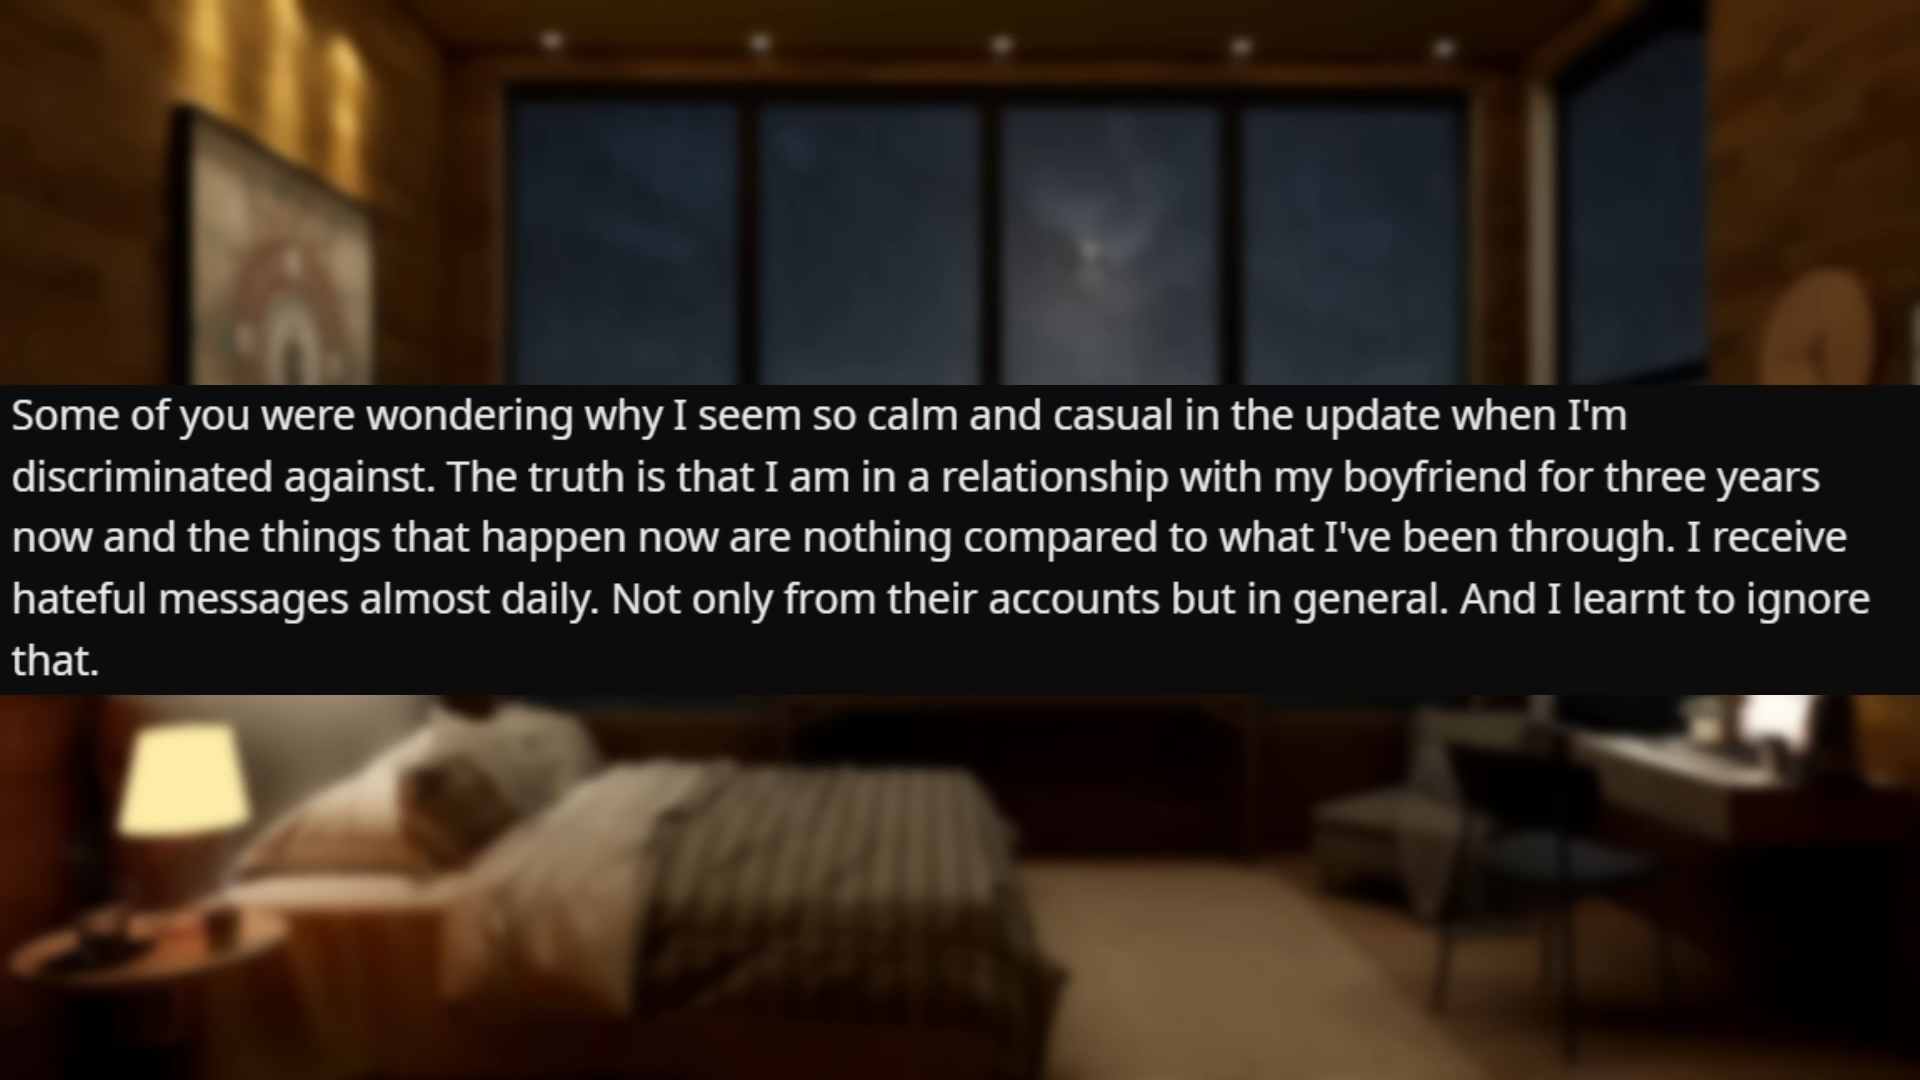 Some of you were wondering why I seem so calm and casual in the update when I'm
discriminated against. The truth is that I am in a relationship with my boyfriend for three years
now and the things that happen now are nothing compared to what I've been through. I receive
hateful messages almost daily. Not only from their accounts but in general. And I learnt to ignore
that.